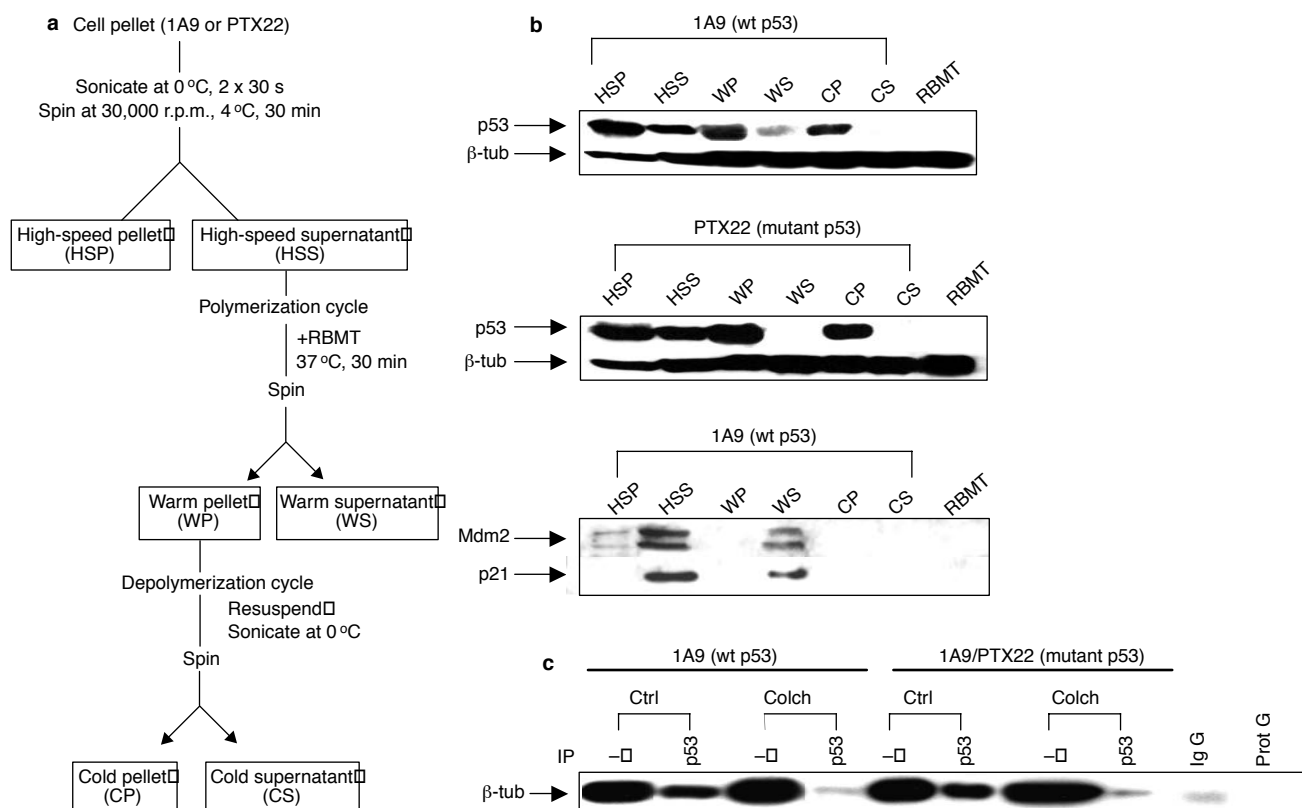 a Cell pellet (1A9 or PTX22)
Sonicate at 0 °C, 2 x 30 s
Spin at 30,000 r.p.m., 4 °C, 30 min
High-speed pellet□
(HSP)
High-speed supernatant□
(HSS)
Polymerization cycle
+RBMT
37 °C, 30 min
Spin
Warm pellet□
(WP)
Warm supernatant□
(WS)
Depolymerization cycle
Resuspend□
Sonicate at 0 °C
Spin
Cold pellet□
(CP)
Cold supernatant□
(CS)
b
1A9 (wt p53)
HSP HSS WP WS CP CS RBMT
p53
β-tub
PTX22 (mutant p53)
HSP HSS WP WS CP CS RBMT
p53
β-tub
1A9 (wt p53)
HSP HSS WP WS CP CS RBMT
Mdm2
p21
c
1A9 (wt p53) 1A9/PTX22 (mutant p53)
Ctrl Colch Ctrl Colch
IP –□ p53 –□ p53 –□ p53 –□ p53 Ig G Prot G
β-tub